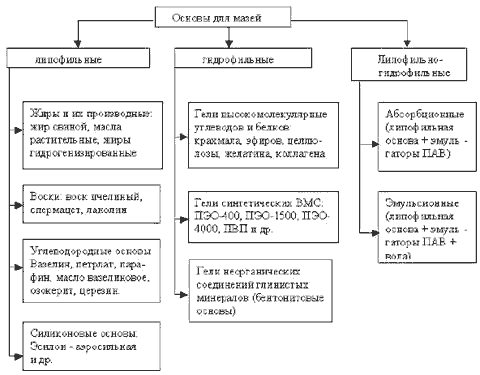 Основы для мазей
липофильные
гидрофильные
Липофильно-
гидрофильные
Жиры и их производные:
жир свиной, масла
растительные, жиры
гидрогенизированные
Воски: воск пчелиный,
спермацет, ланолин
Углеводородные основы
Вазелин, петрлат, пара-
фин, масло вазелиновое,
озокерит, церезин.
Силиконовые основы:
Эсилон - аэросильная
и др.
Гели высокомолекулярные
углеводов и белков:
крахмала, эфиров, целлю-
лозы, желатина, коллагена
Гели синтетических ВМС:
ПЭО-400, ПЭО-1500, ПЭО-
4000, ПВП и др.
Гели неорганических
соединений глинистых
минералов (бентонитовые
основы)
Абсорбционные
(липофильная
основа + эмуль -
гаторы ПАВ)
Эмульсионные
(липофильная
основа + эмуль -
гаторы ПАВ +
вода)